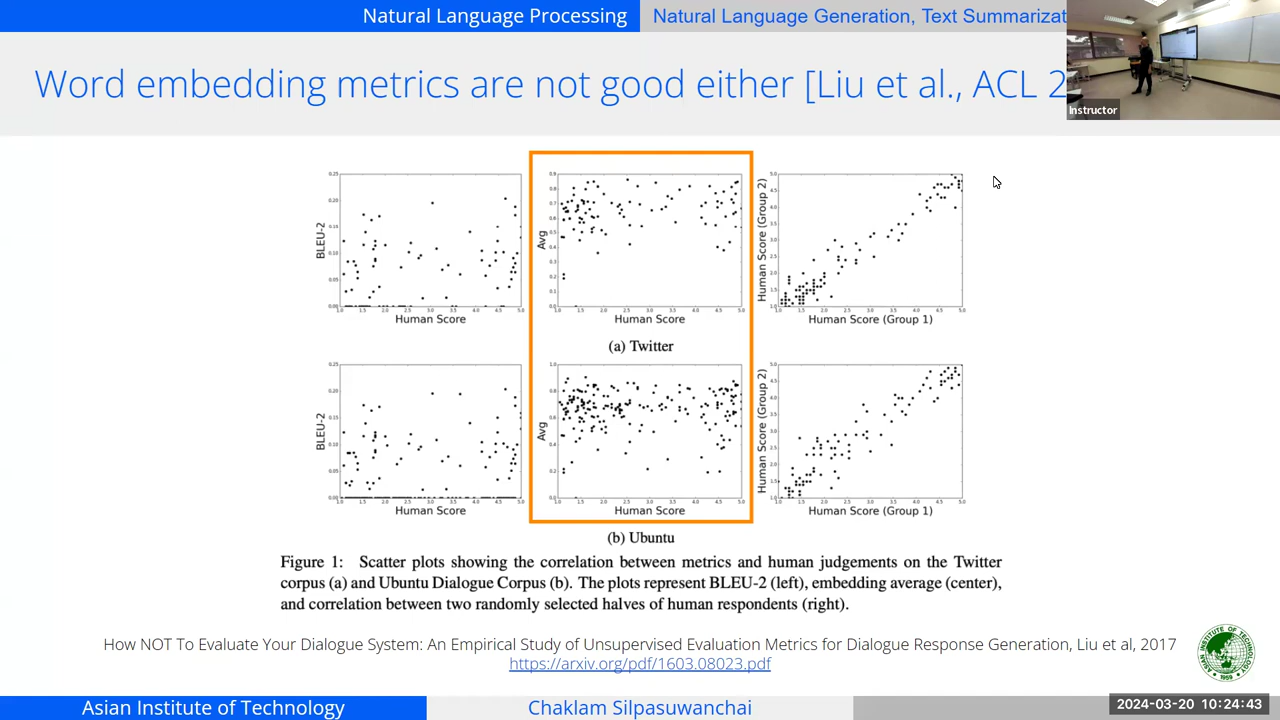 Natural Language Processing
Natural Language Generation, Text Summarizat
Word embedding metrics are not good either [Liu et al., ACL 2
Instructor
BLEU-2
Human Score
Avg
Human Score
Human Score (Group 2)
Human Score (Group 1)
(a) Twitter
BLEU-2
Human Score
Avg
Human Score
Human Score (Group 2)
Human Score (Group 1)
(b) Ubuntu
Figure 1: Scatter plots showing the correlation between metrics and human judgements on the Twitter
corpus (a) and Ubuntu Dialogue Corpus (b). The plots represent BLEU-2 (left), embedding average (center),
and correlation between two randomly selected halves of human respondents (right).
How NOT To Evaluate Your Dialogue System: An Empirical Study of Unsupervised Evaluation Metrics for Dialogue Response Generation, Liu et al, 2017
https://arxiv.org/pdf/1603.08023.pdf
Asian Institute of Technology
Chaklam Silpasuwanchai
2024-03-20 10:24:43